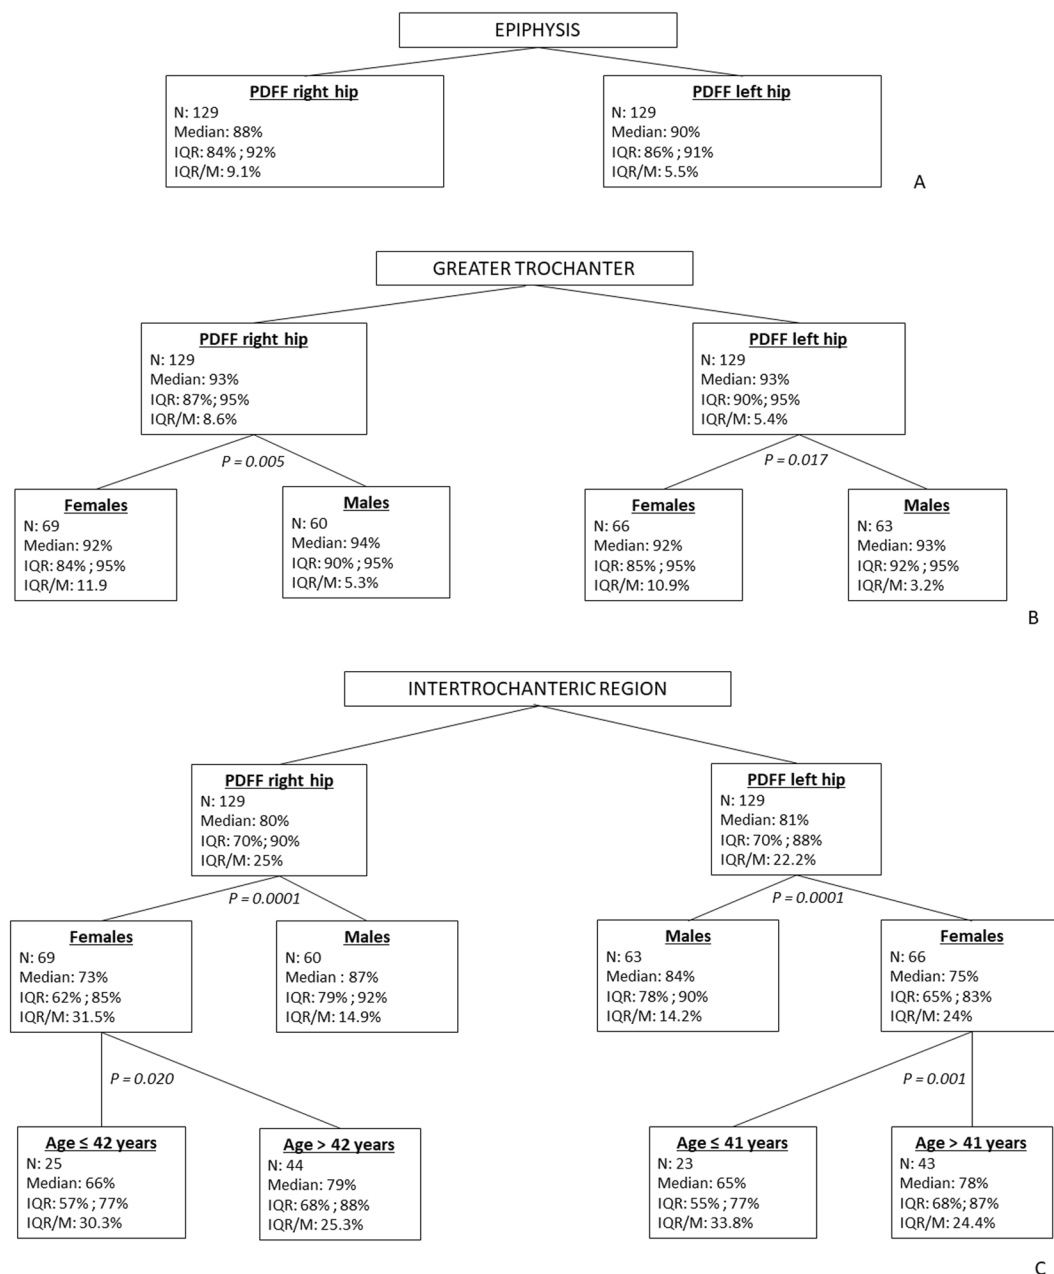 EPIPHYSIS
PDFF right hip
N: 129
Median: 88%
IQR: 84% ; 92%
IQR/M: 9.1%
PDFF left hip
N: 129
Median: 90%
IQR: 86% ; 91%
IQR/M: 5.5%
A
GREATER TROCHANTER
PDFF right hip
N: 129
Median: 93%
IQR: 87%; 95%
IQR/M: 8.6%
PDFF left hip
N: 129
Median: 93%
IQR: 90%; 95%
IQR/M: 5.4%
P = 0.005
P = 0.017
Females
N: 69
Median: 92%
IQR: 84% ; 95%
IQR/M: 11.9
Males
N: 60
Median: 94%
IQR: 90% ; 95%
IQR/M: 5.3%
Females
N: 66
Median: 92%
IQR: 85% ; 95%
IQR/M: 10.9%
Males
N: 63
Median: 93%
IQR: 92% ; 95%
IQR/M: 3.2%
B
INTERTROCHANTERIC REGION
PDFF right hip
N: 129
Median: 80%
IQR: 70%; 90%
IQR/M: 25%
PDFF left hip
N: 129
Median: 81%
IQR: 70% ; 88%
IQR/M: 22.2%
P = 0.0001
P = 0.0001
Females
N: 69
Median: 73%
IQR: 62% ; 85%
IQR/M: 31.5%
Males
N: 60
Median : 87%
IQR: 79% ; 92%
IQR/M: 14.9%
Males
N: 63
Median: 84%
IQR: 78% ; 90%
IQR/M: 14.2%
Females
N: 66
Median: 75%
IQR: 65% ; 83%
IQR/M: 24%
P = 0.020
P = 0.001
Age ≤ 42 years
N: 25
Median: 66%
IQR: 57% ; 77%
IQR/M: 30.3%
Age > 42 years
N: 44
Median: 79%
IQR: 68% ; 88%
IQR/M: 25.3%
Age ≤ 41 years
N: 23
Median: 65%
IQR: 55% ; 77%
IQR/M: 33.8%
Age > 41 years
N: 43
Median: 78%
IQR: 68%; 87%
IQR/M: 24.4%
C